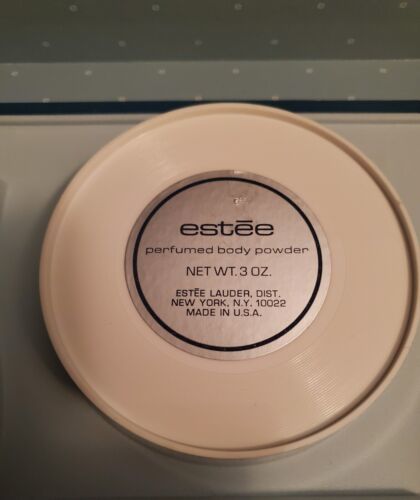 estēe
perfumed body powder
NET WT. 3 OZ.
ESTĒE LAUDER, DIST.
NEW YORK, N.Y. 10022
MADE IN U.S.A.